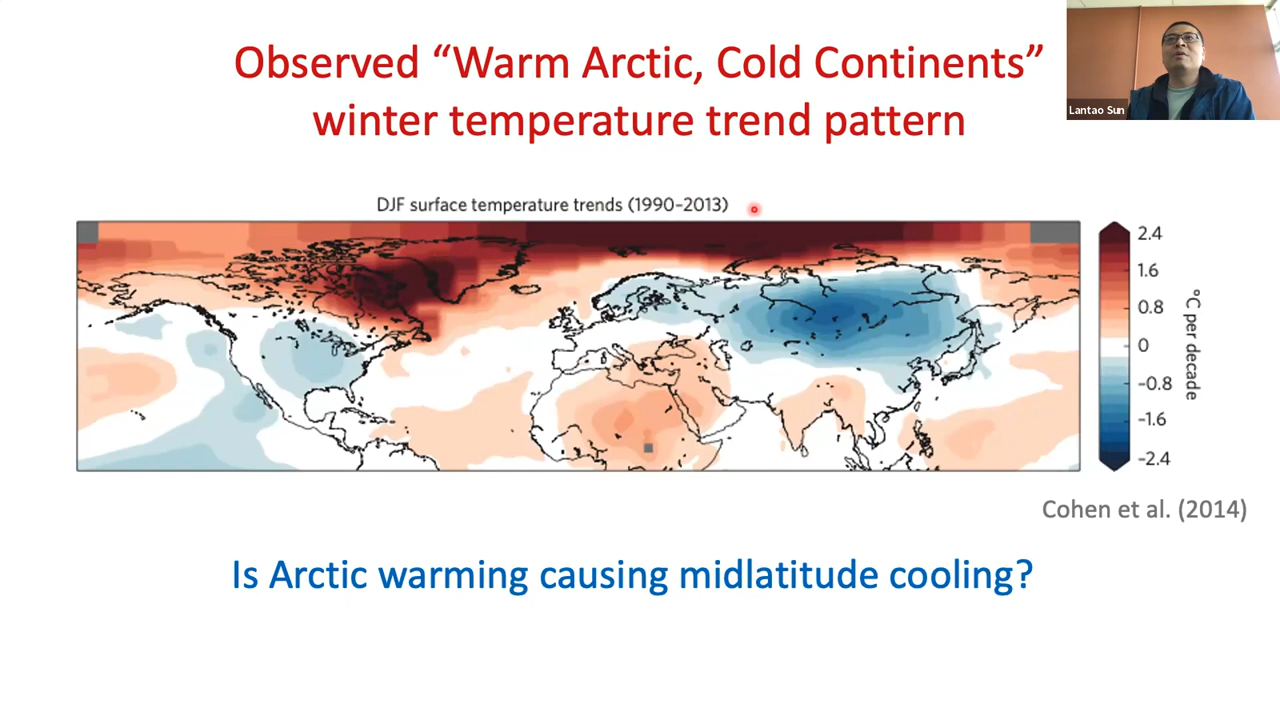 Observed “Warm Arctic, Cold Continents”
winter temperature trend pattern
Lantao Sun
DJF surface temperature trends (1990–2013)
2.4
1.6
0.8
0
-0.8
-1.6
-2.4
°C per decade
Cohen et al. (2014)
Is Arctic warming causing midlatitude cooling?